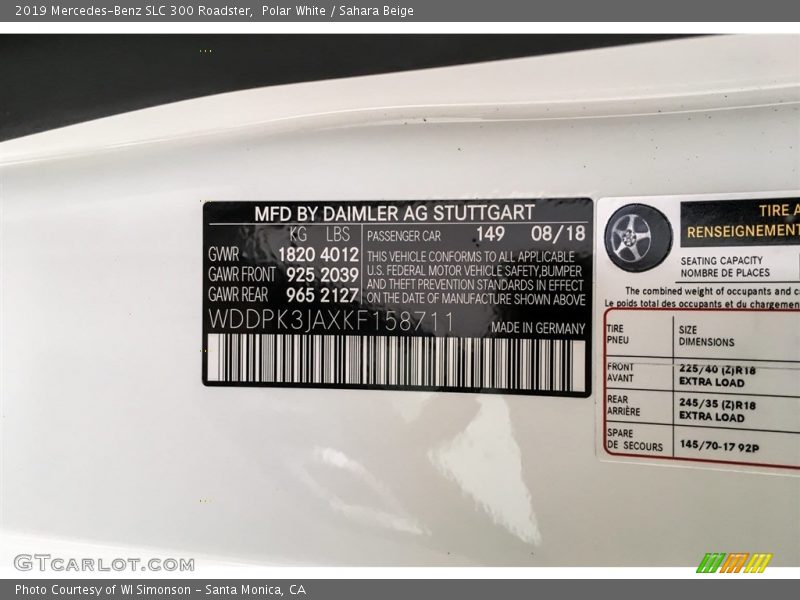 2019 Mercedes-Benz SLC 300 Roadster,  Polar White / Sahara Beige
MFD BY DAIMLER AG STUTTGART
KG LBS
GWWR 1820 4012
GAWR FRONT 925 2039
GAWR REAR 965 2127
PASSENGER CAR 149 08/18
THIS VEHICLE CONFORMS TO ALL APPLICABLE
U.S. FEDERAL MOTOR VEHICLE SAFETY,BUMPER
AND THEFT PREVENTION STANDARDS IN EFFECT
ON THE DATE OF MANUFACTURE SHOWN ABOVE
WDDPK3JAXKF158711
MADE IN GERMANY
TIRE A
RENSEIGNEMENT
SEATING CAPACITY
NOMBRE DE PLACES
The combined weight of occupants and c
Le poids total des occupants et du chargemen
TIRE
PNEU
SIZE
DIMENSIONS
FRONT
AVANT
225/40 (Z)R18
EXTRA LOAD
REAR
ARRIÈRE
245/35 (Z)R18
EXTRA LOAD
SPARE
DE SECOURS
145/70-17 92P
GTCARLOT.COM
Photo Courtesy of WI Simonson - Santa Monica, CA